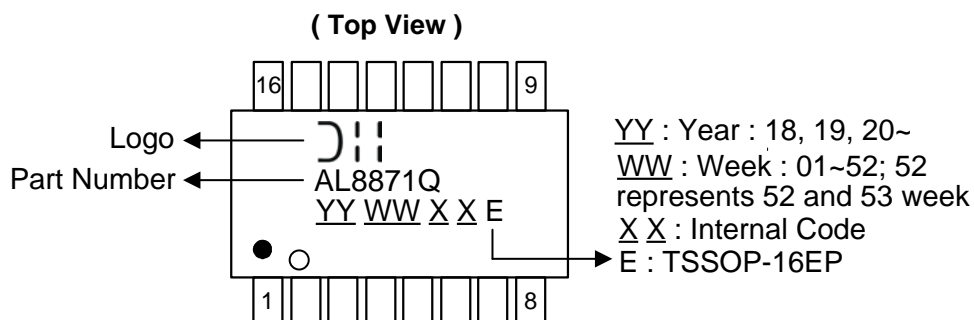 ( Top View )
16
9
Logo
Part Number
AL8871Q
YY WW X X E
1
8
YY : Year : 18, 19, 20~
WW : Week : 01~52; 52
represents 52 and 53 week
X X : Internal Code
E : TSSOP-16EP